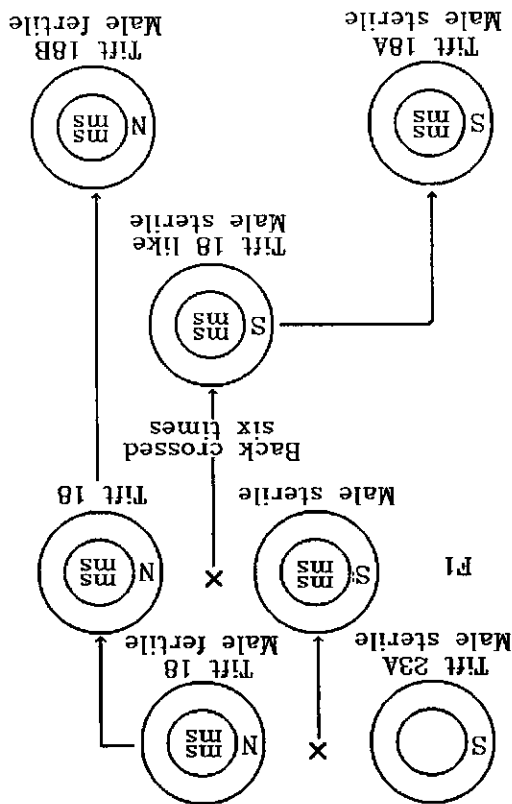 S
×
N ms
ms
Tift 23A
Male sterile
Tift 18
Male fertile
F1
S ms
ms
×
N ms
ms
Male sterile
Tift 18
Back crossed
six times
S ms
ms
Tift 18 like
Male sterile
S ms
ms
Tift 18A
Male sterile
N ms
ms
Tift 18B
Male fertile